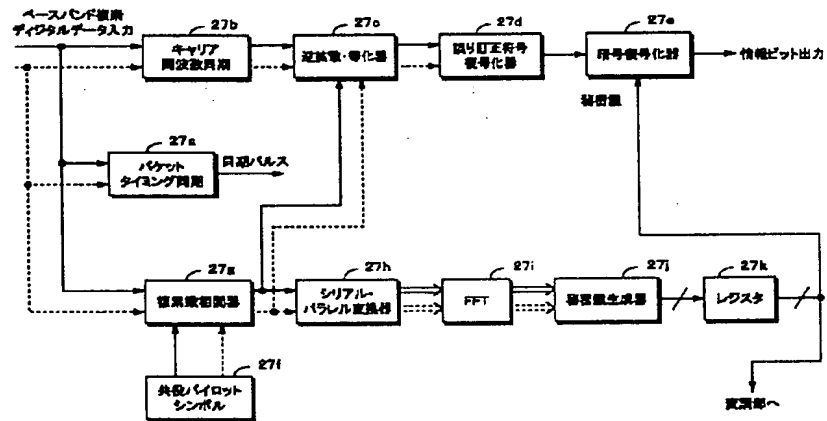 ベースバンド複素
ディジタルデータ入力
27b
キャリア
周波数同期
27c
逆拡散・等化器
27d
誤り訂正符号
復号化器
27e
暗号復号化器
情報ビット出力
秘密鍵
27a
パケット
タイミング同期
同期パルス
27g
複素数相関器
27h
シリアル・
パラレル変換器
27i
FFT
27j
秘密鍵生成器
27k
レジスタ
27f
共役パイロット
シンボル
変調部へ